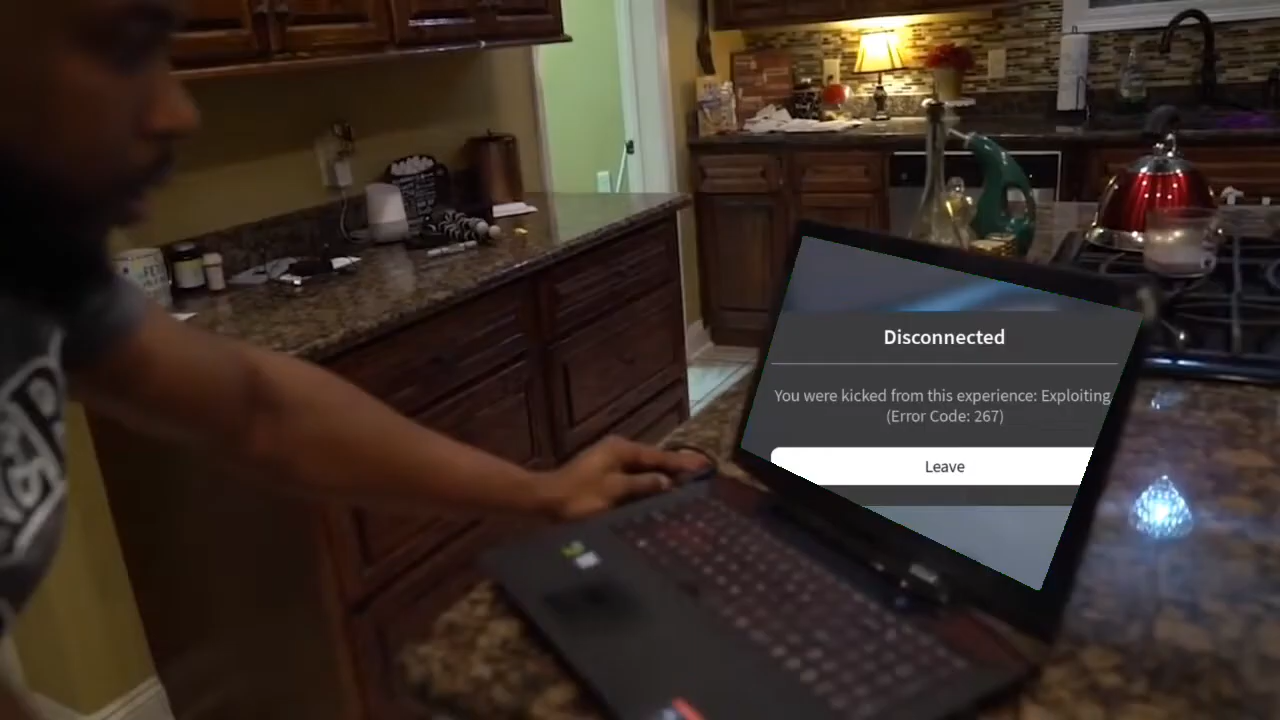 Disconnected
You were kicked from this experience: Exploiting
(Error Code: 267)
Leave